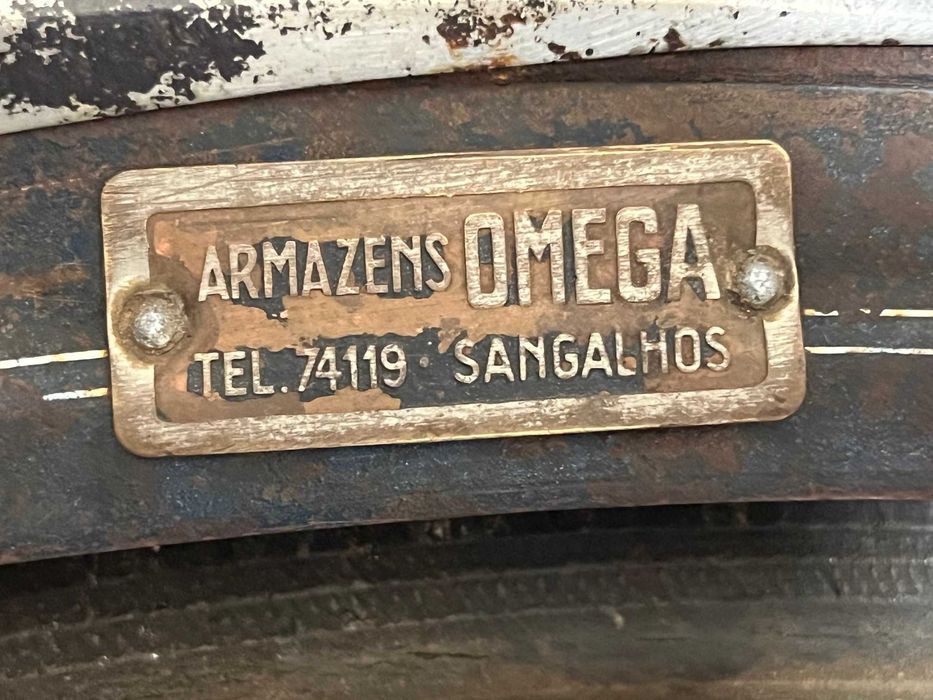 ARMAZENS OMEGA
TEL. 74119 · SANGALHOS